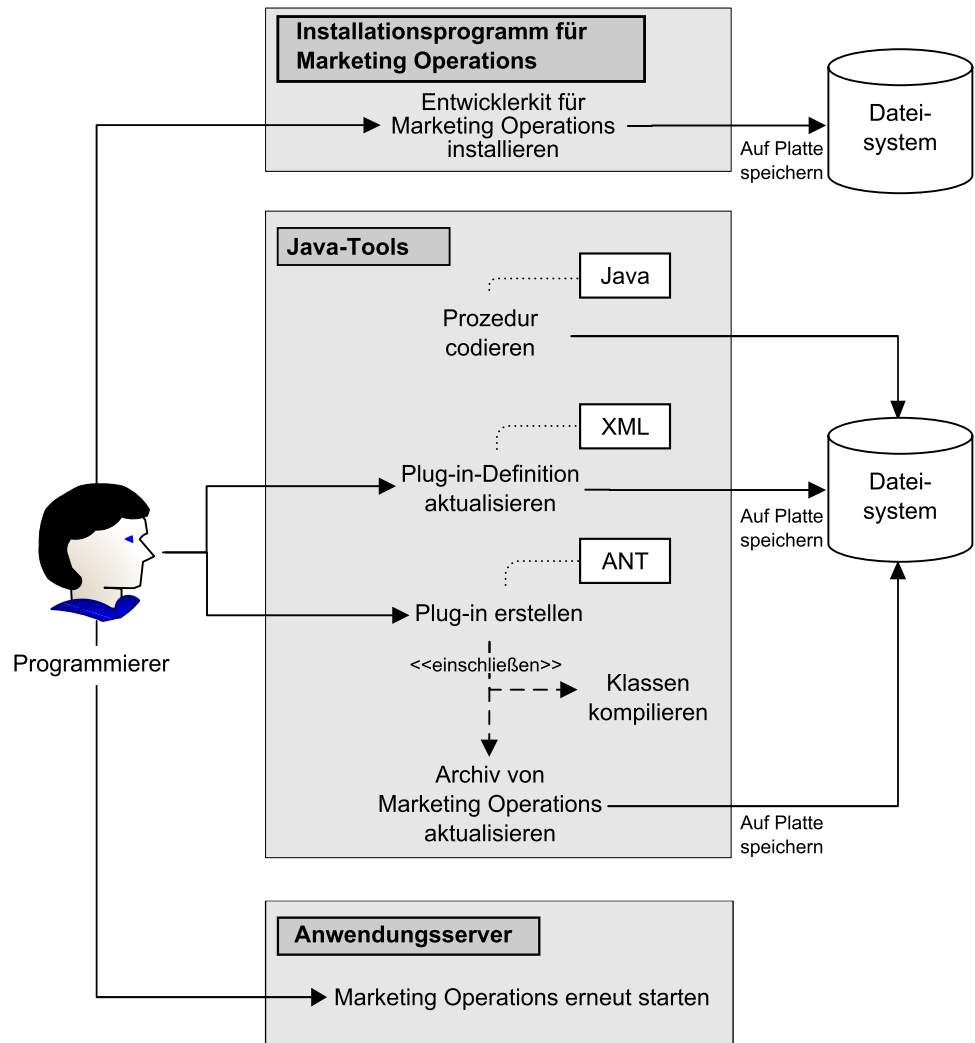 Installationsprogramm für
Marketing Operations
Entwicklerkit für
Marketing Operations
installieren
Auf Platte
speichern
Datei-
system
Java-Tools
Java
Prozedur
codieren
XML
Plug-in-Definition
aktualisieren
Auf Platte
speichern
Datei-
system
ANT
Plug-in erstellen
<<einschließen>>
Klassen
kompilieren
Archiv von
Marketing Operations
aktualisieren
Auf Platte
speichern
Programmierer
Anwendungsserver
Marketing Operations erneut starten